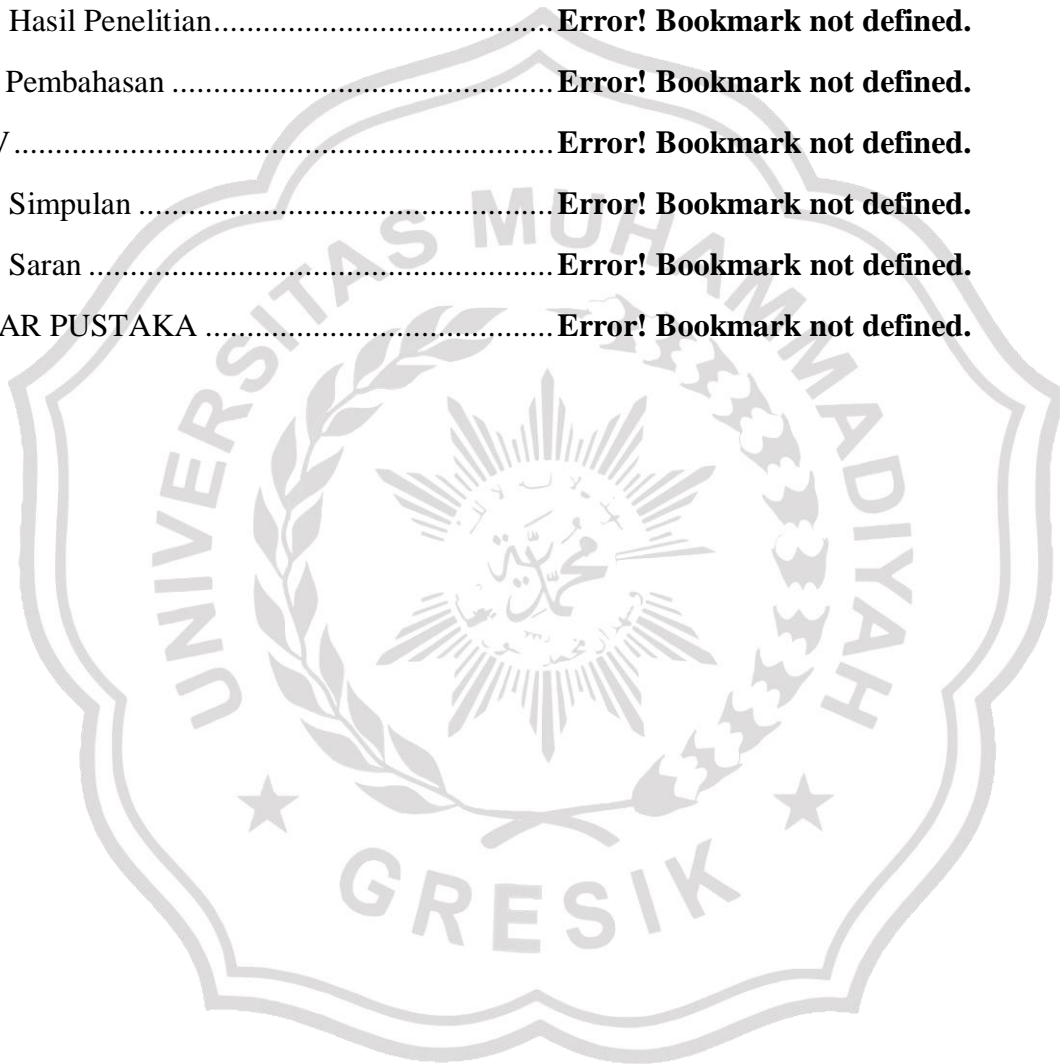 Hasil Penelitian.........................................Error! Bookmark not defined.
Pembahasan ..............................................Error! Bookmark not defined.
V .................................................................Error! Bookmark not defined.
Simpulan ..................................................Error! Bookmark not defined.
Saran ........................................................Error! Bookmark not defined.
AR PUSTAKA ..........................................Error! Bookmark not defined.
UNIVERSITAS MUHAMMADIYAH
محمد
GRESIK